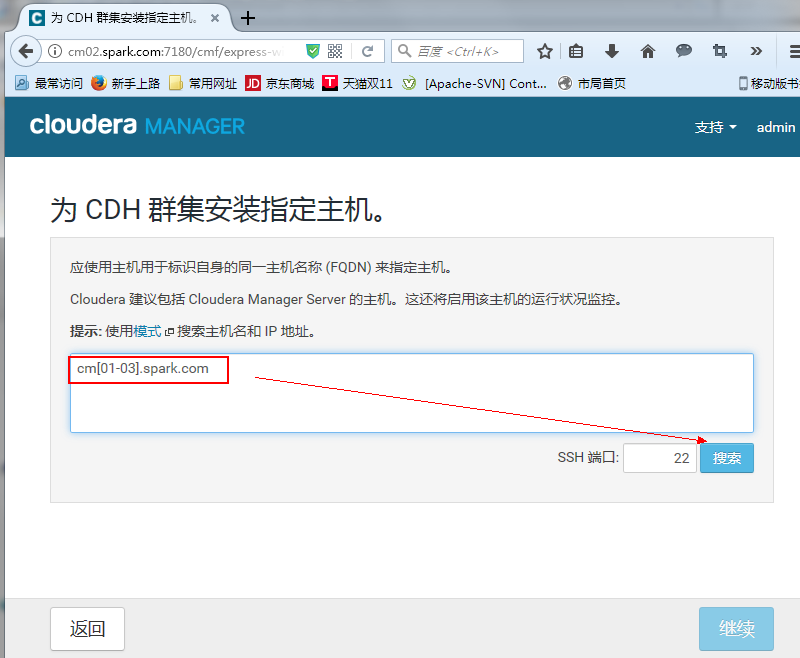 为 CDH 群集安装指定主机。
cm02.spark.com:7180/cmf/express-w
百度 <Ctrl+K>
最常访问 新手上路 常用网址 JD 京东商城 T 天猫双11 [Apache-SVN] Cont... 市局首页 移动版书
cloudera MANAGER
支持 admin
为 CDH 群集安装指定主机。
应使用主机用于标识自身的同一主机名称 (FQDN) 来指定主机。
Cloudera 建议包括 Cloudera Manager Server 的主机。这还将启用该主机的运行状况监控。
提示: 使用模式 搜索主机名和 IP 地址。
cm[01-03].spark.com
SSH 端口: 22 搜索
返回 继续